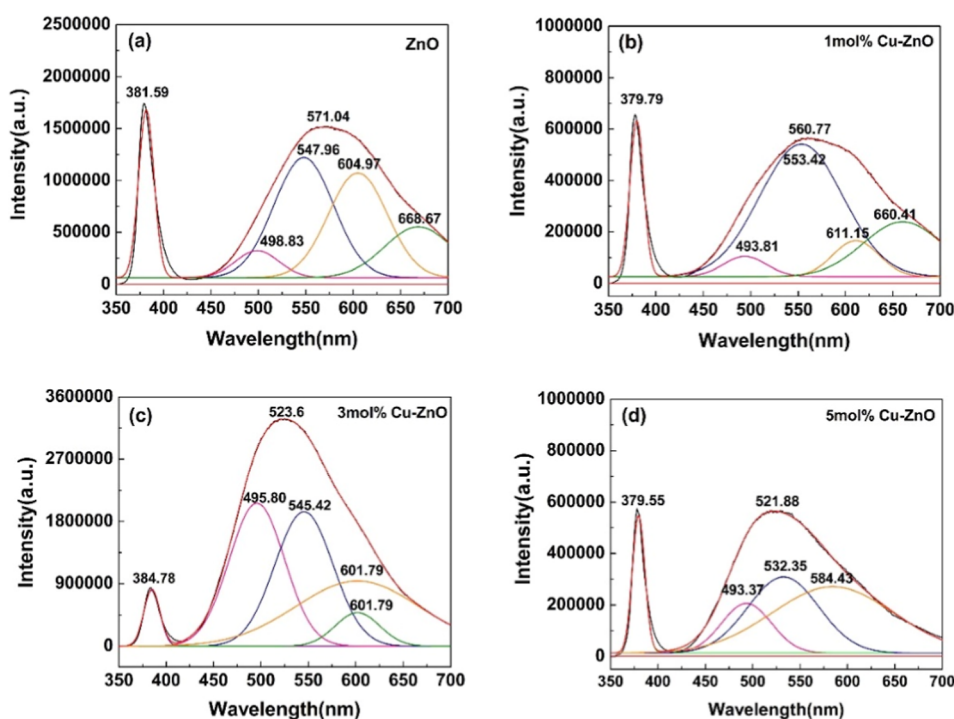 (a)
ZnO
381.59
571.04
547.96
604.97
668.67
498.83
2500000
2000000
1500000
1000000
500000
0
Intensity(a.u.)
350 400 450 500 550 600 650 700
Wavelength(nm)
(b)
1mol% Cu-ZnO
379.79
560.77
553.42
493.81
611.15
660.41
1000000
800000
600000
400000
200000
0
Intensity(a.u.)
350 400 450 500 550 600 650 700
Wavelength(nm)
(c)
3mol% Cu-ZnO
523.6
495.80
545.42
384.78
601.79
601.79
3600000
2700000
1800000
900000
0
Intensity(a.u.)
350 400 450 500 550 600 650 700
Wavelength(nm)
(d)
5mol% Cu-ZnO
379.55
521.88
532.35
493.37
584.43
1000000
800000
600000
400000
200000
0
Intensity(a.u.)
350 400 450 500 550 600 650 700
Wavelength(nm)